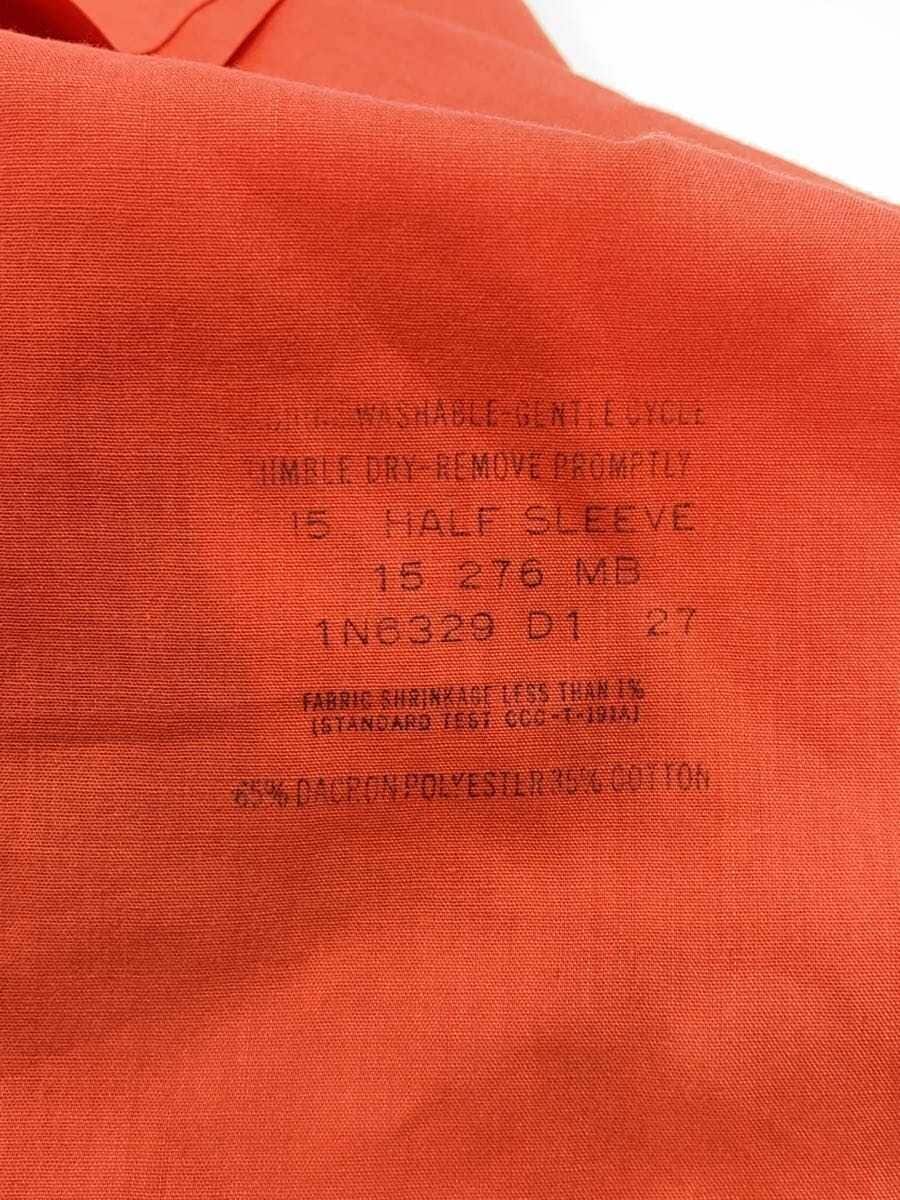 WASHABLE-GENTLE CYCLE
TUMBLE DRY-REMOVE PROMPTLY
15 HALF SLEEVE
15 276 MB
1N6329 D1 27
FABRIC SHRINKAGE LESS THAN 1%
(STANDARD TEST CCC-T-191A)
65% DACRON POLYESTER 35% COTTON